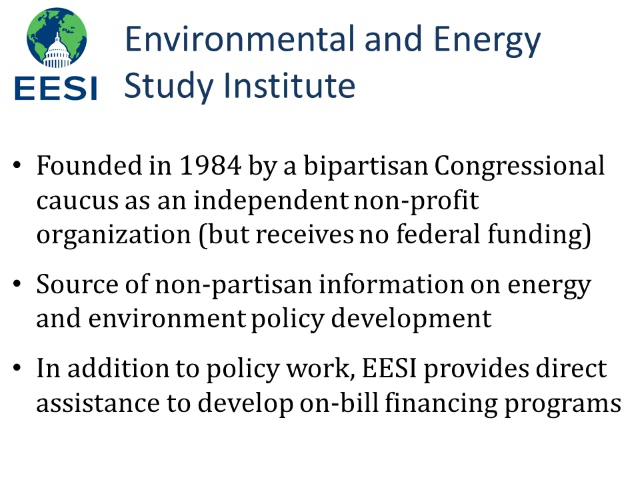 EESI
Environmental and Energy
Study Institute
• Founded in 1984 by a bipartisan Congressional
caucus as an independent non-profit
organization (but receives no federal funding)
• Source of non-partisan information on energy
and environment policy development
• In addition to policy work, EESI provides direct
assistance to develop on-bill financing programs